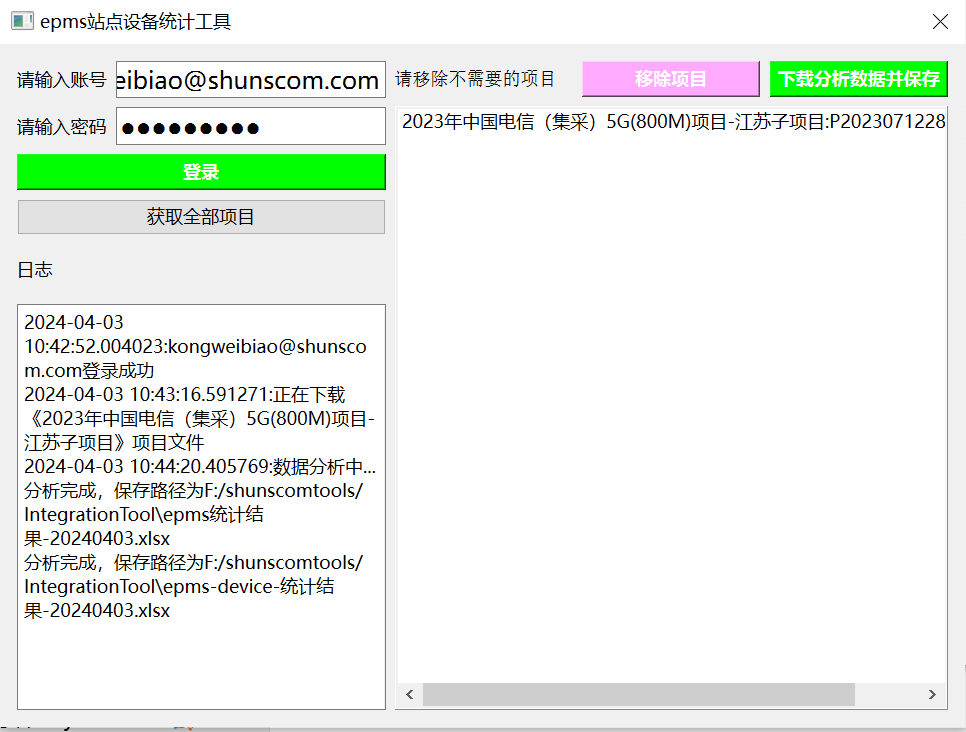 epms站点设备统计工具
请输入账号
eibiao@shunscom.com
请移除不需要的项目
移除项目
下载分析数据并保存
请输入密码
●●●●●●●●●
2023年中国电信（集采）5G(800M)项目-江苏子项目:P2023071228
登录
获取全部项目
日志
2024-04-03
10:42:52.004023:kongweibiao@shunsco
m.com登录成功
2024-04-03 10:43:16.591271:正在下载
《2023年中国电信（集采）5G(800M)项目-
江苏子项目》项目文件
2024-04-03 10:44:20.405769:数据分析中...
分析完成，保存路径为F:/shunscomtools/
IntegrationTool\epms统计结
果-20240403.xlsx
分析完成，保存路径为F:/shunscomtools/
IntegrationTool\epms-device-统计结
果-20240403.xlsx